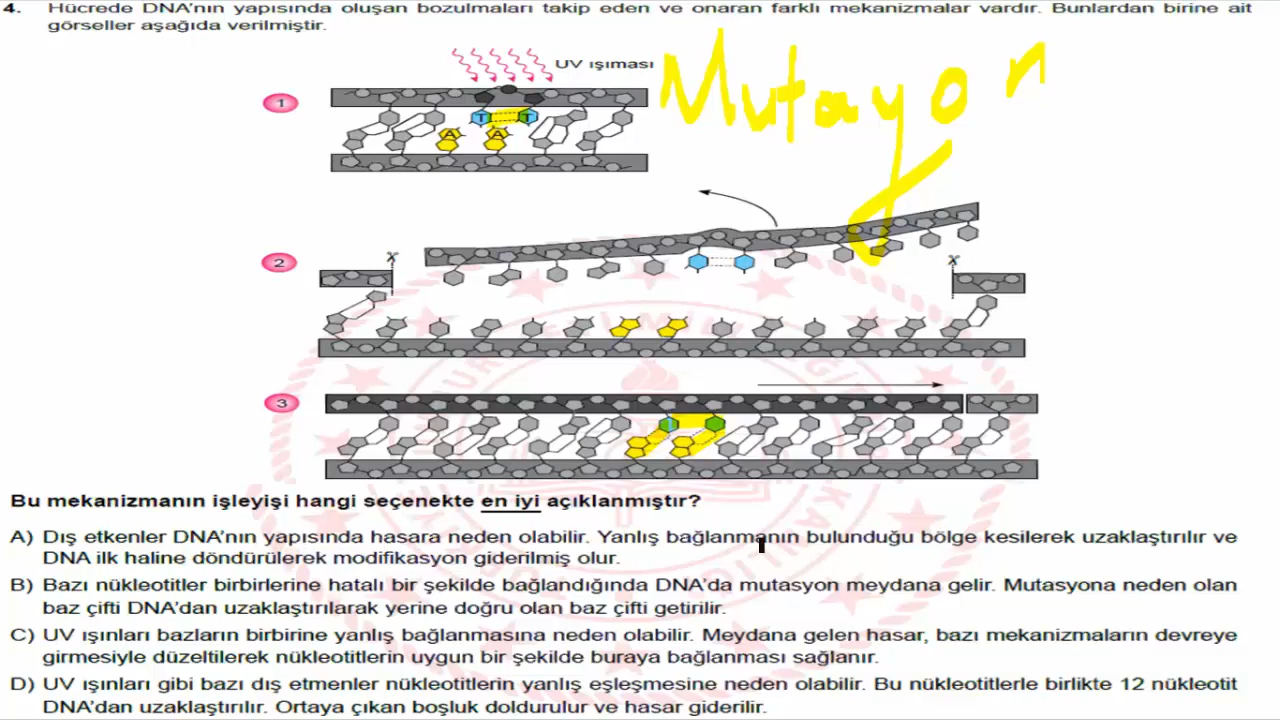 4. Hücrede DNA'nın yapısında oluşan bozulmaları takip eden ve onaran farklı mekanizmalar vardır. Bunlardan birine ait
görseller aşağıda verilmiştir.
UV ışıması
Mutayon
1
T T
A A
2
3
Bu mekanizmanın işleyişi hangi seçenekte en iyi açıklanmıştır?
A) Dış etkenler DNA'nın yapısında hasara neden olabilir. Yanlış bağlanmanın bulunduğu bölge kesilerek uzaklaştırılır ve
DNA ilk haline döndürülerek modifikasyon giderilmiş olur.
B) Bazı nükleotitler birbirlerine hatalı bir şekilde bağlandığında DNA'da mutasyon meydana gelir. Mutasyona neden olan
baz çifti DNA'dan uzaklaştırılarak yerine doğru olan baz çifti getirilir.
C) UV ışınları bazların birbirine yanlış bağlanmasına neden olabilir. Meydana gelen hasar, bazı mekanizmaların devreye
girmesiyle düzeltilerek nükleotitlerin uygun bir şekilde buraya bağlanması sağlanır.
D) UV ışınları gibi bazı dış etmenler nükleotitlerin yanlış eşleşmesine neden olabilir. Bu nükleotitlerle birlikte 12 nükleotit
DNA'dan uzaklaştırılır. Ortaya çıkan boşluk doldurulur ve hasar giderilir.